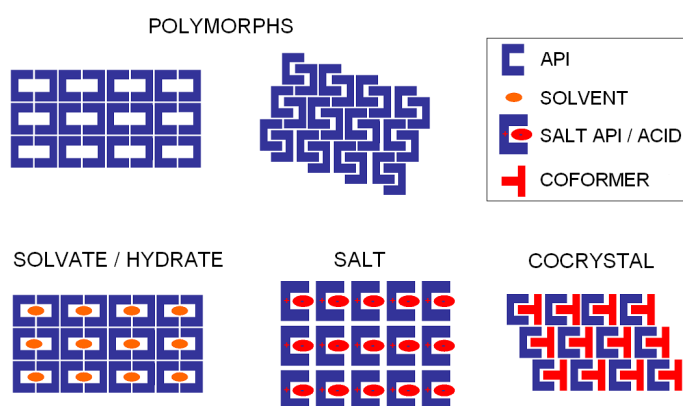 POLYMORPHS
API
SOLVENT
SALT API / ACID
COFORMER
SOLVATE / HYDRATE
SALT
COCRYSTAL